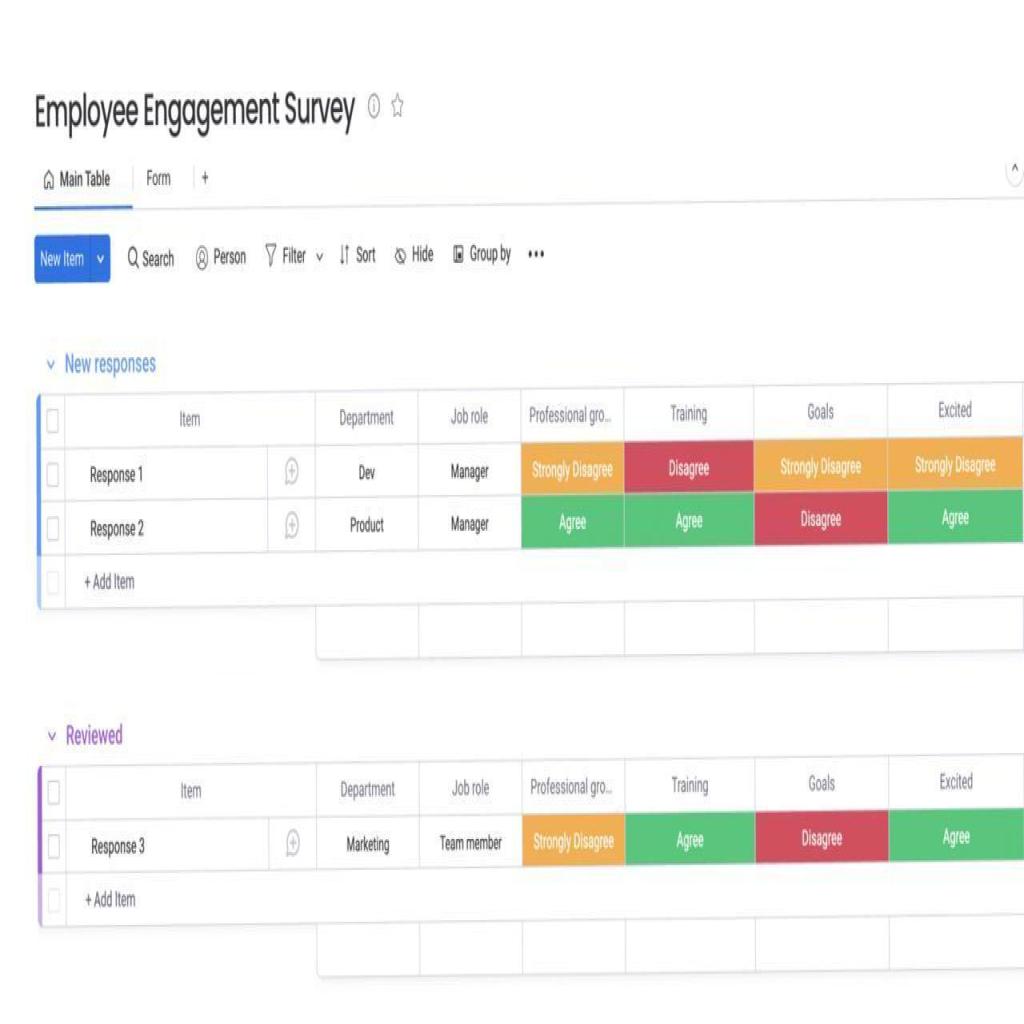 Employee Engagement Survey
Main Table Form +
New Item Search Person Filter Sort Hide Group by •••
New responses
Item Department Job role Professional gro... Training Goals Excited
Response 1 Dev Manager Strongly Disagree Disagree Strongly Disagree Strongly Disagree
Response 2 Product Manager Agree Agree Disagree Agree
+ Add Item
Reviewed
Item Department Job role Professional gro... Training Goals Excited
Response 3 Marketing Team member Strongly Disagree Agree Disagree Agree
+ Add Item